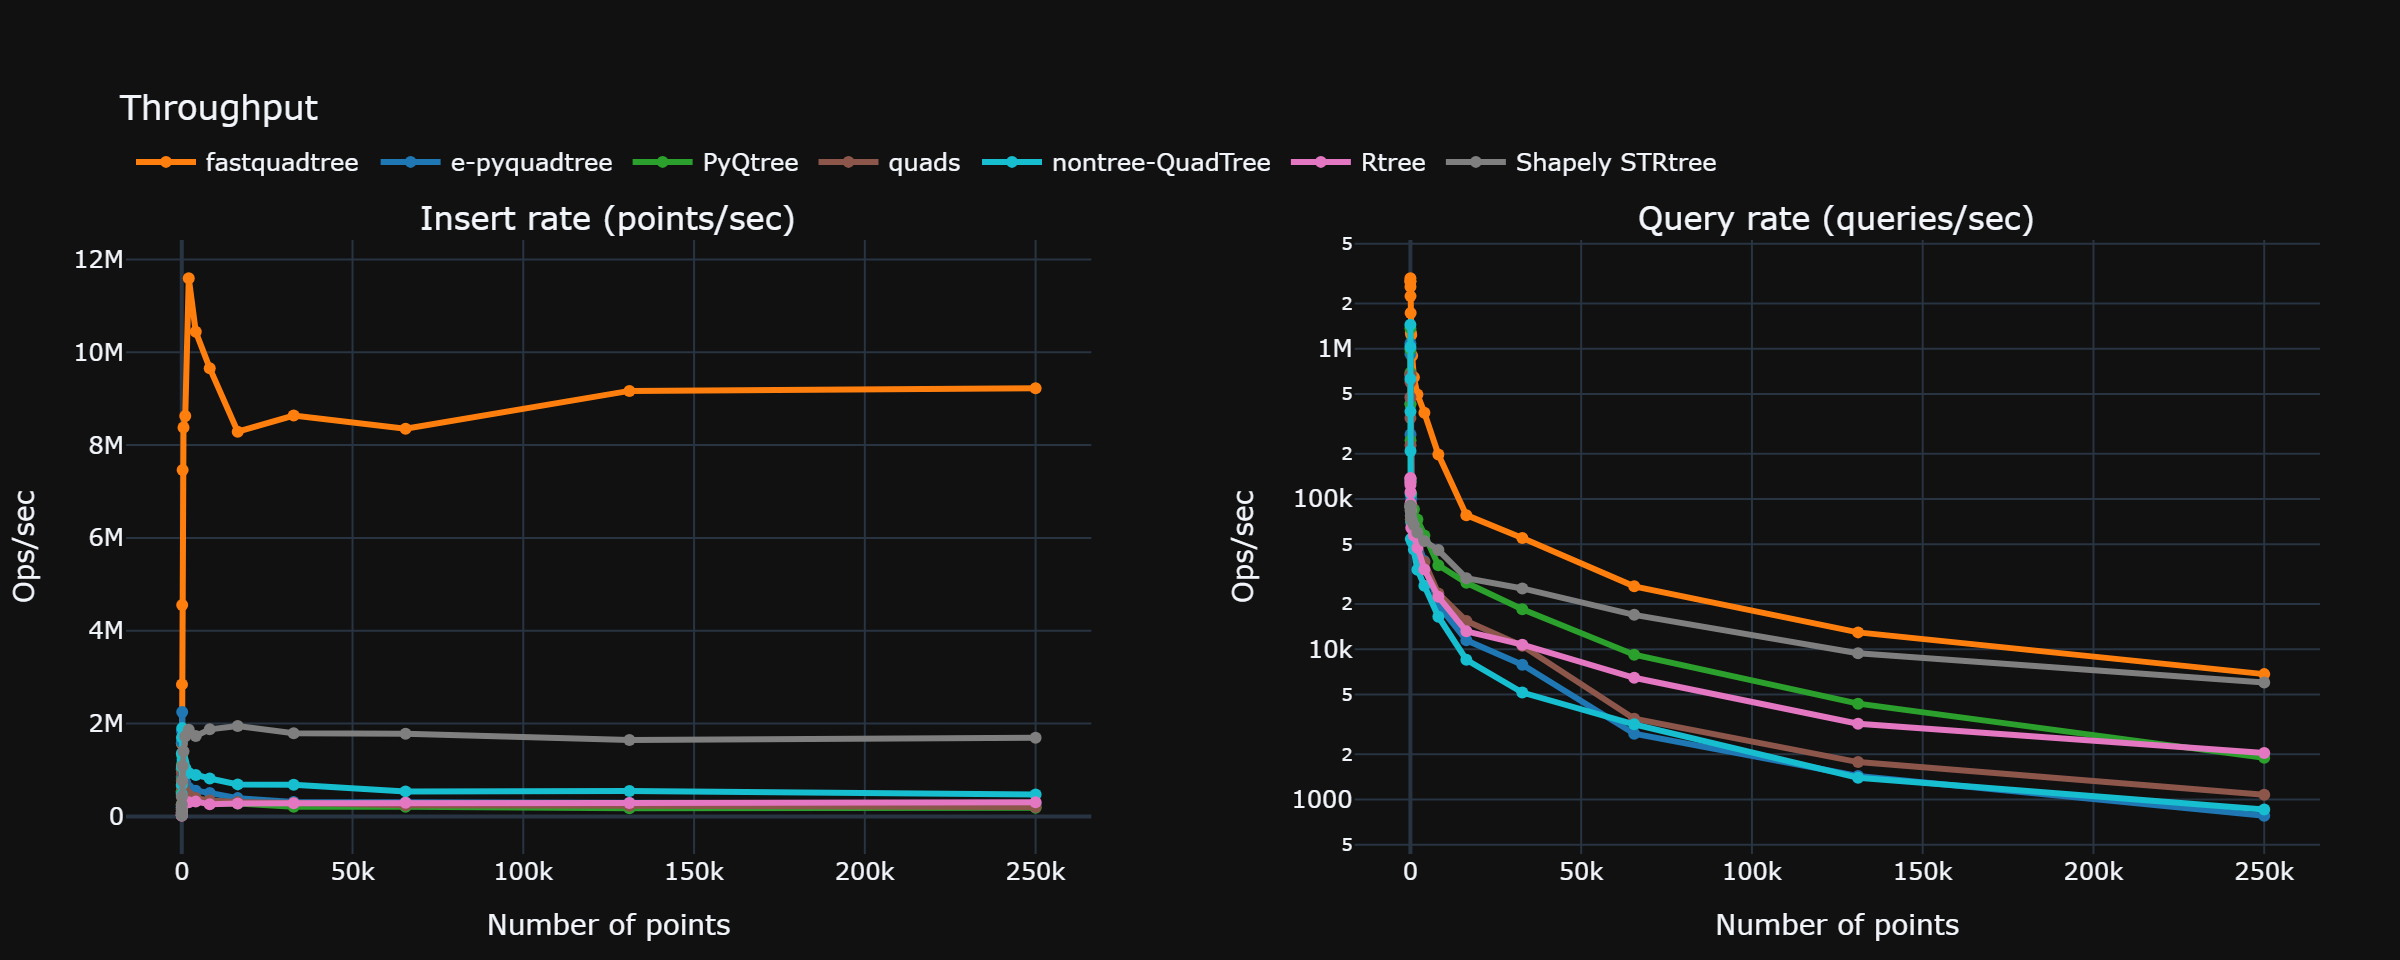 Throughput
fastquadtree e-pyquadtree PyQtree quads nontree-QuadTree Rtree Shapely STRtree
Insert rate (points/sec)
12M
10M
8M
6M
4M
2M
0
Ops/sec
0 50k 100k 150k 200k 250k
Number of points
Query rate (queries/sec)
5
2
1M
5
2
100k
5
2
10k
5
2
1000
5
Ops/sec
0 50k 100k 150k 200k 250k
Number of points